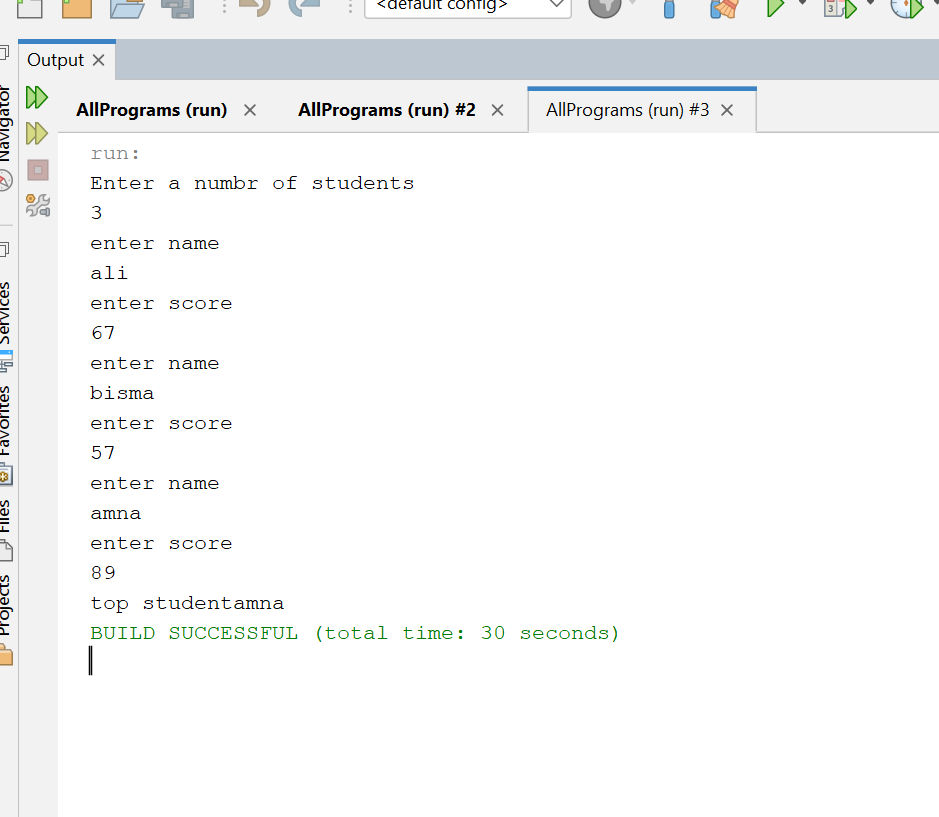 <default config>
Output
Navigator
Services
Favorites
Files
Projects
AllPrograms (run)
AllPrograms (run) #2
AllPrograms (run) #3
run:
Enter a numbr of students
3
enter name
ali
enter score
67
enter name
bisma
enter score
57
enter name
amna
enter score
89
top studentamna
BUILD SUCCESSFUL (total time: 30 seconds)